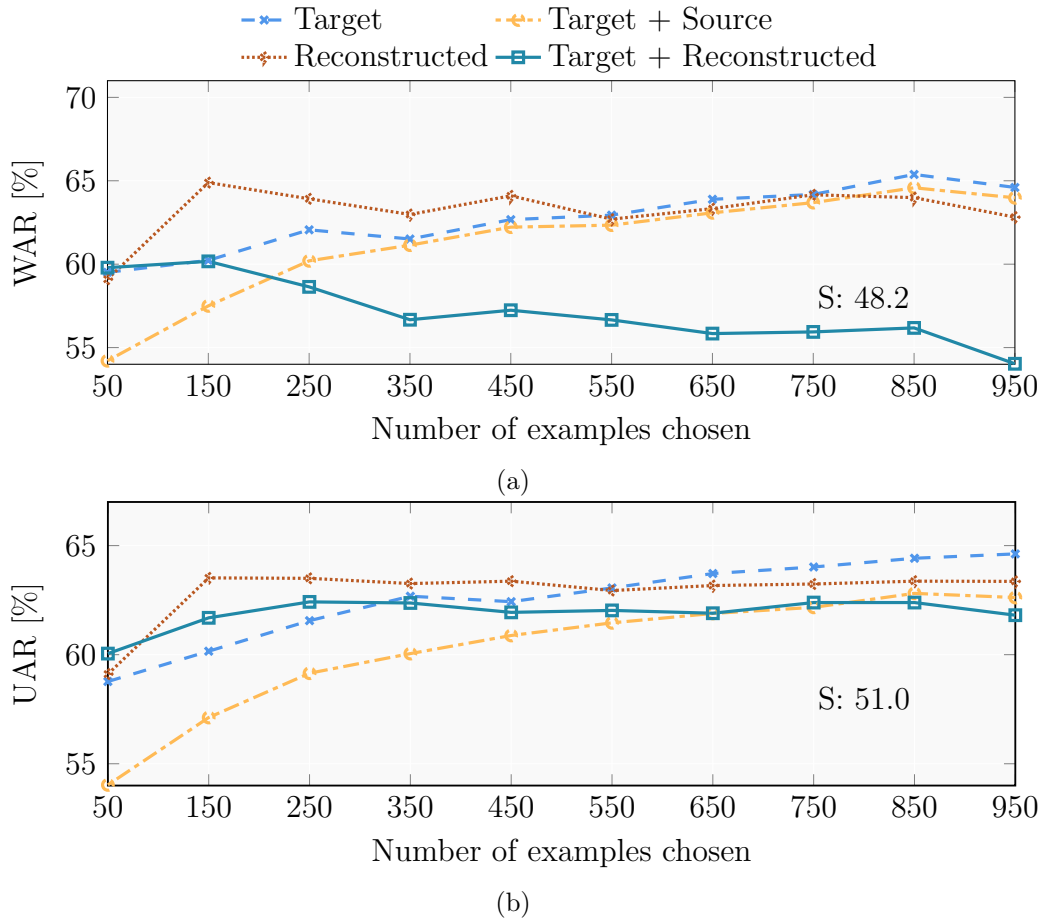 Target
Target + Source
Reconstructed
Target + Reconstructed
70
65
60
55
WAR [%]
S: 48.2
50 150 250 350 450 550 650 750 850 950
Number of examples chosen
(a)
65
60
55
UAR [%]
S: 51.0
50 150 250 350 450 550 650 750 850 950
Number of examples chosen
(b)